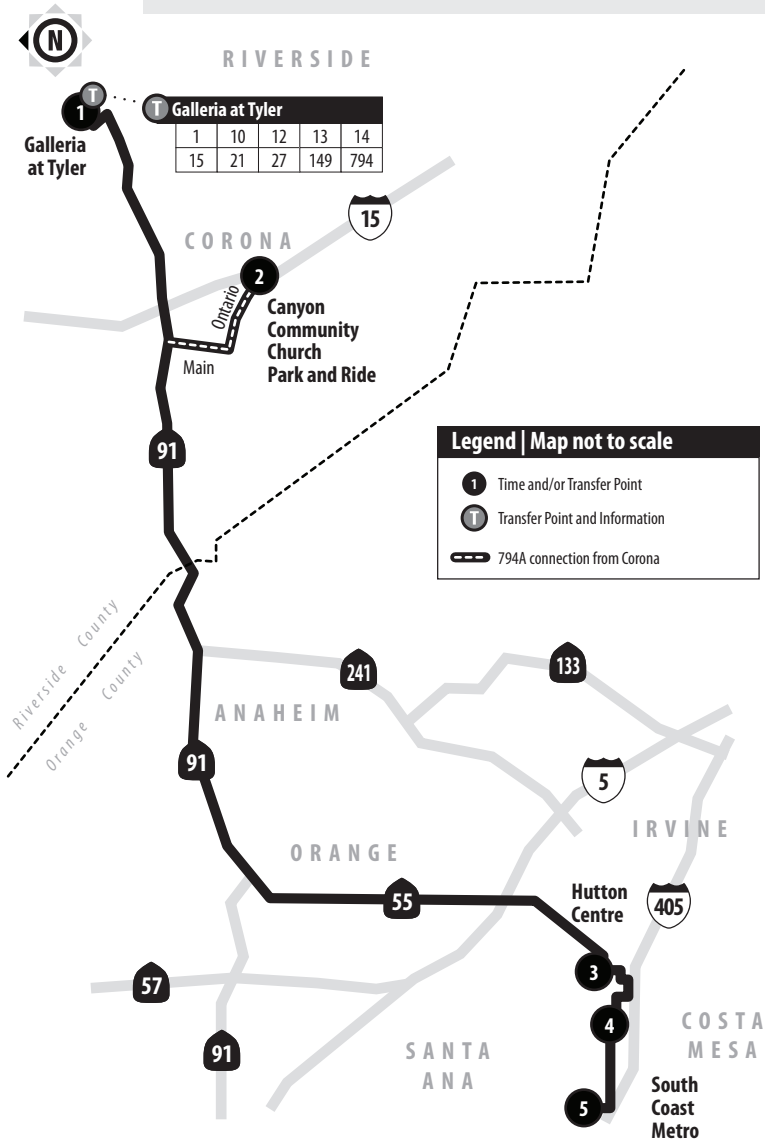 N
RIVERSIDE
T
1
T Galleria at Tyler
1 10 12 13 14
15 21 27 149 794
Galleria
at Tyler
15
CORONA
2
Ontario
Canyon
Community
Church
Park and Ride
Main
91
Legend | Map not to scale
1 Time and/or Transfer Point
T Transfer Point and Information
794A connection from Corona
Riverside County
Orange County
241
133
ANAHEIM
91
5
IRVINE
ORANGE
Hutton
Centre
55
405
3
57
4
COSTA
MESA
91
SANTA
ANA
South
Coast
Metro
5